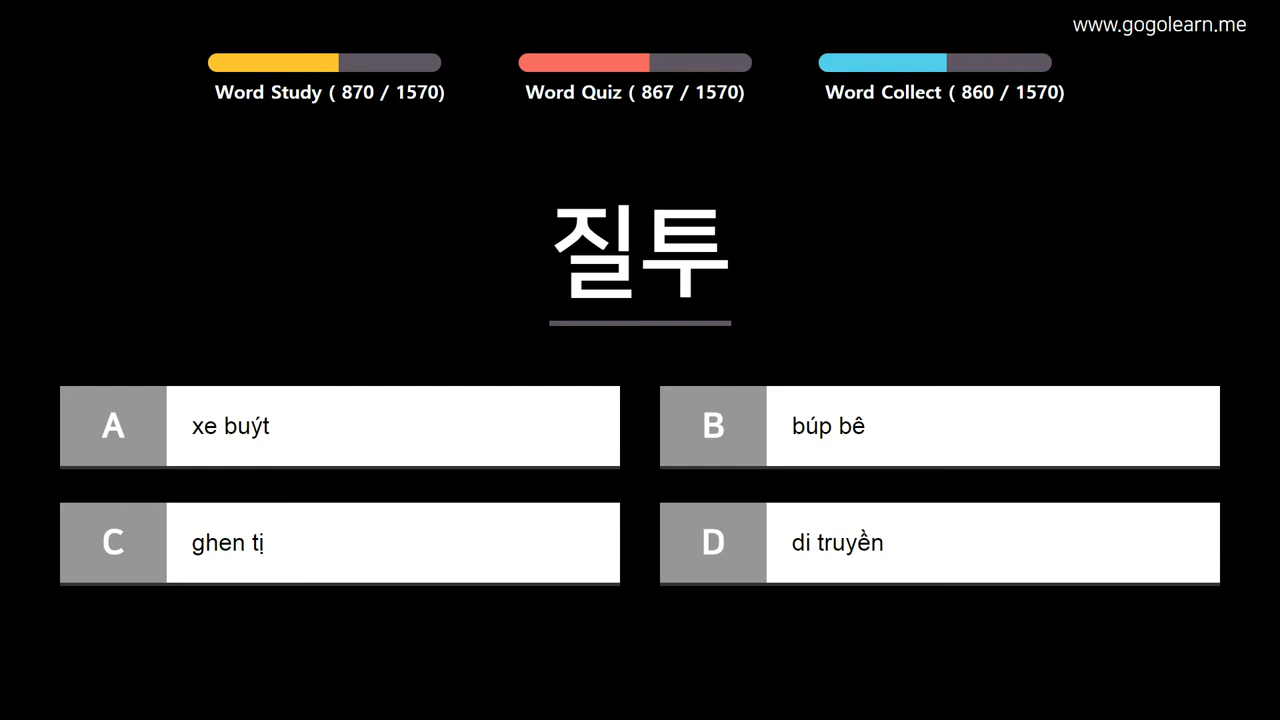 www.gogolearn.me
Word Study ( 870 / 1570)
Word Quiz ( 867 / 1570)
Word Collect ( 860 / 1570)
질투
A xe buýt
B búp bê
C ghen tị
D di truyền